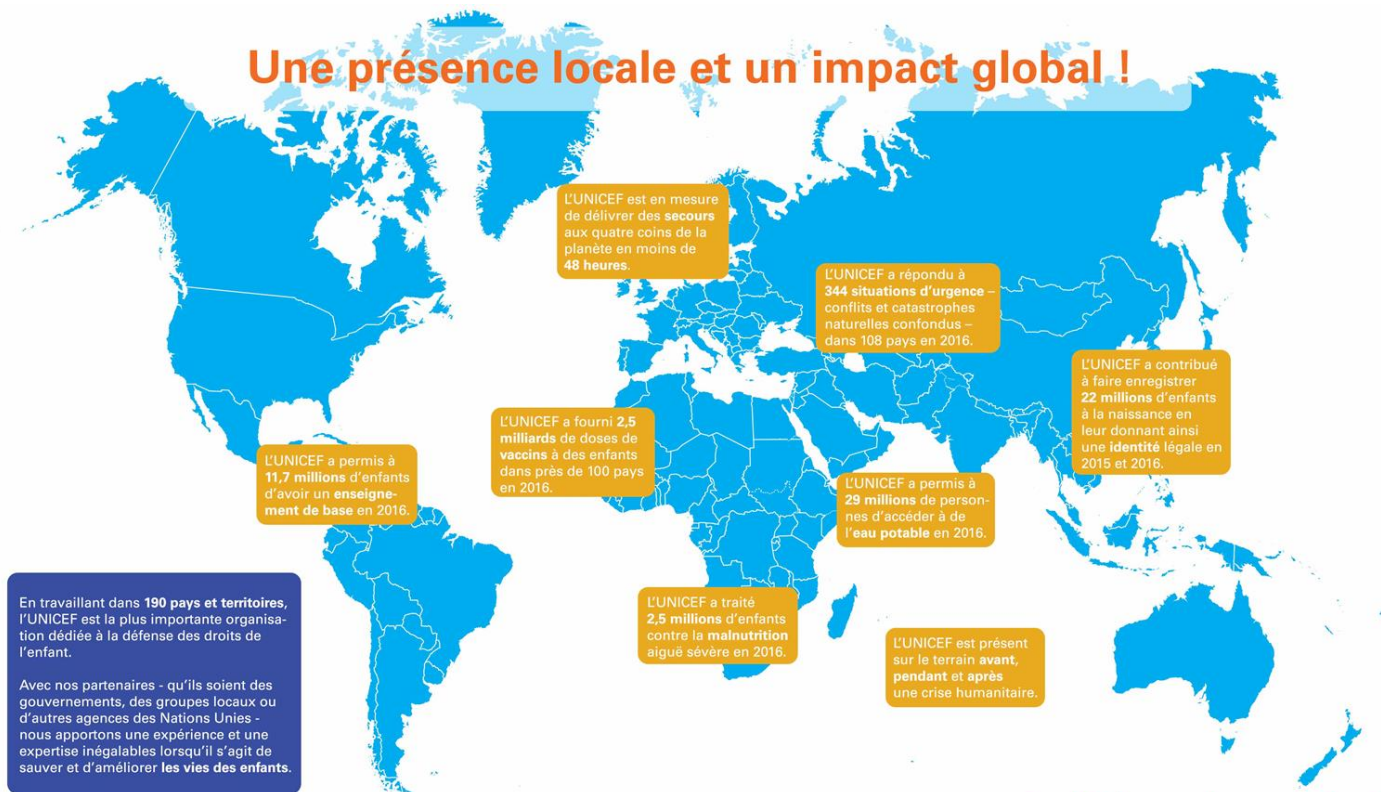 Une présence locale et un impact global !
L'UNICEF est en mesure
de délivrer des secours
aux quatre coins de la
planète en moins de
48 heures.
L'UNICEF a répondu à
344 situations d'urgence –
conflits et catastrophes
naturelles confondus –
dans 108 pays en 2016.
L'UNICEF a contribué
à faire enregistrer
22 millions d'enfants
à la naissance en
leur donnant ainsi
une identité légale en
2015 et 2016.
L'UNICEF a fourni 2,5
milliards de doses de
vaccins à des enfants
dans près de 100 pays
en 2016.
L'UNICEF a permis à
11,7 millions d'enfants
d'avoir un enseigne-
ment de base en 2016.
L'UNICEF a permis à
29 millions de person-
nes d'accéder à de
l'eau potable en 2016.
En travaillant dans 190 pays et territoires,
l'UNICEF est la plus importante organisa-
tion dédiée à la défense des droits de
l'enfant.
Avec nos partenaires - qu'ils soient des
gouvernements, des groupes locaux ou
d'autres agences des Nations Unies -
nous apportons une expérience et une
expertise inégalables lorsqu'il s'agit de
sauver et d'améliorer les vies des enfants.
L'UNICEF a traité
2,5 millions d'enfants
contre la malnutrition
aiguë sévère en 2016.
L'UNICEF est présent
sur le terrain avant,
pendant et après
une crise humanitaire.